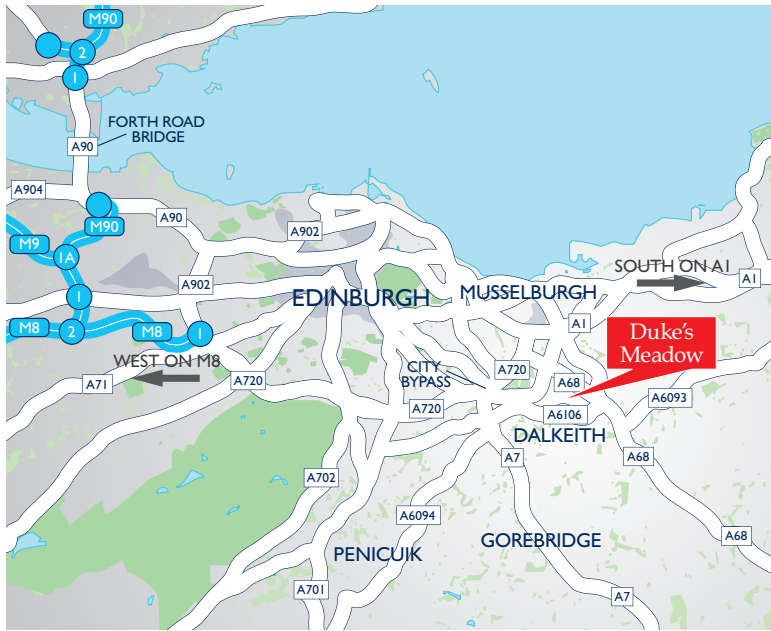 M90
2
1
FORTH ROAD
BRIDGE
A90
A904
M90
A90
A902
M9
1A
SOUTH ON A1
A1
A902
1
EDINBURGH
MUSSELBURGH
M8
2
M8
1
A1
Duke's
Meadow
WEST ON M8
CITY
BYPASS
A720
A71
A720
A68
A6093
A720
A6106
DALKEITH
A7
A68
A702
A6094
A68
PENICUIK
GOREBRIDGE
A701
A7